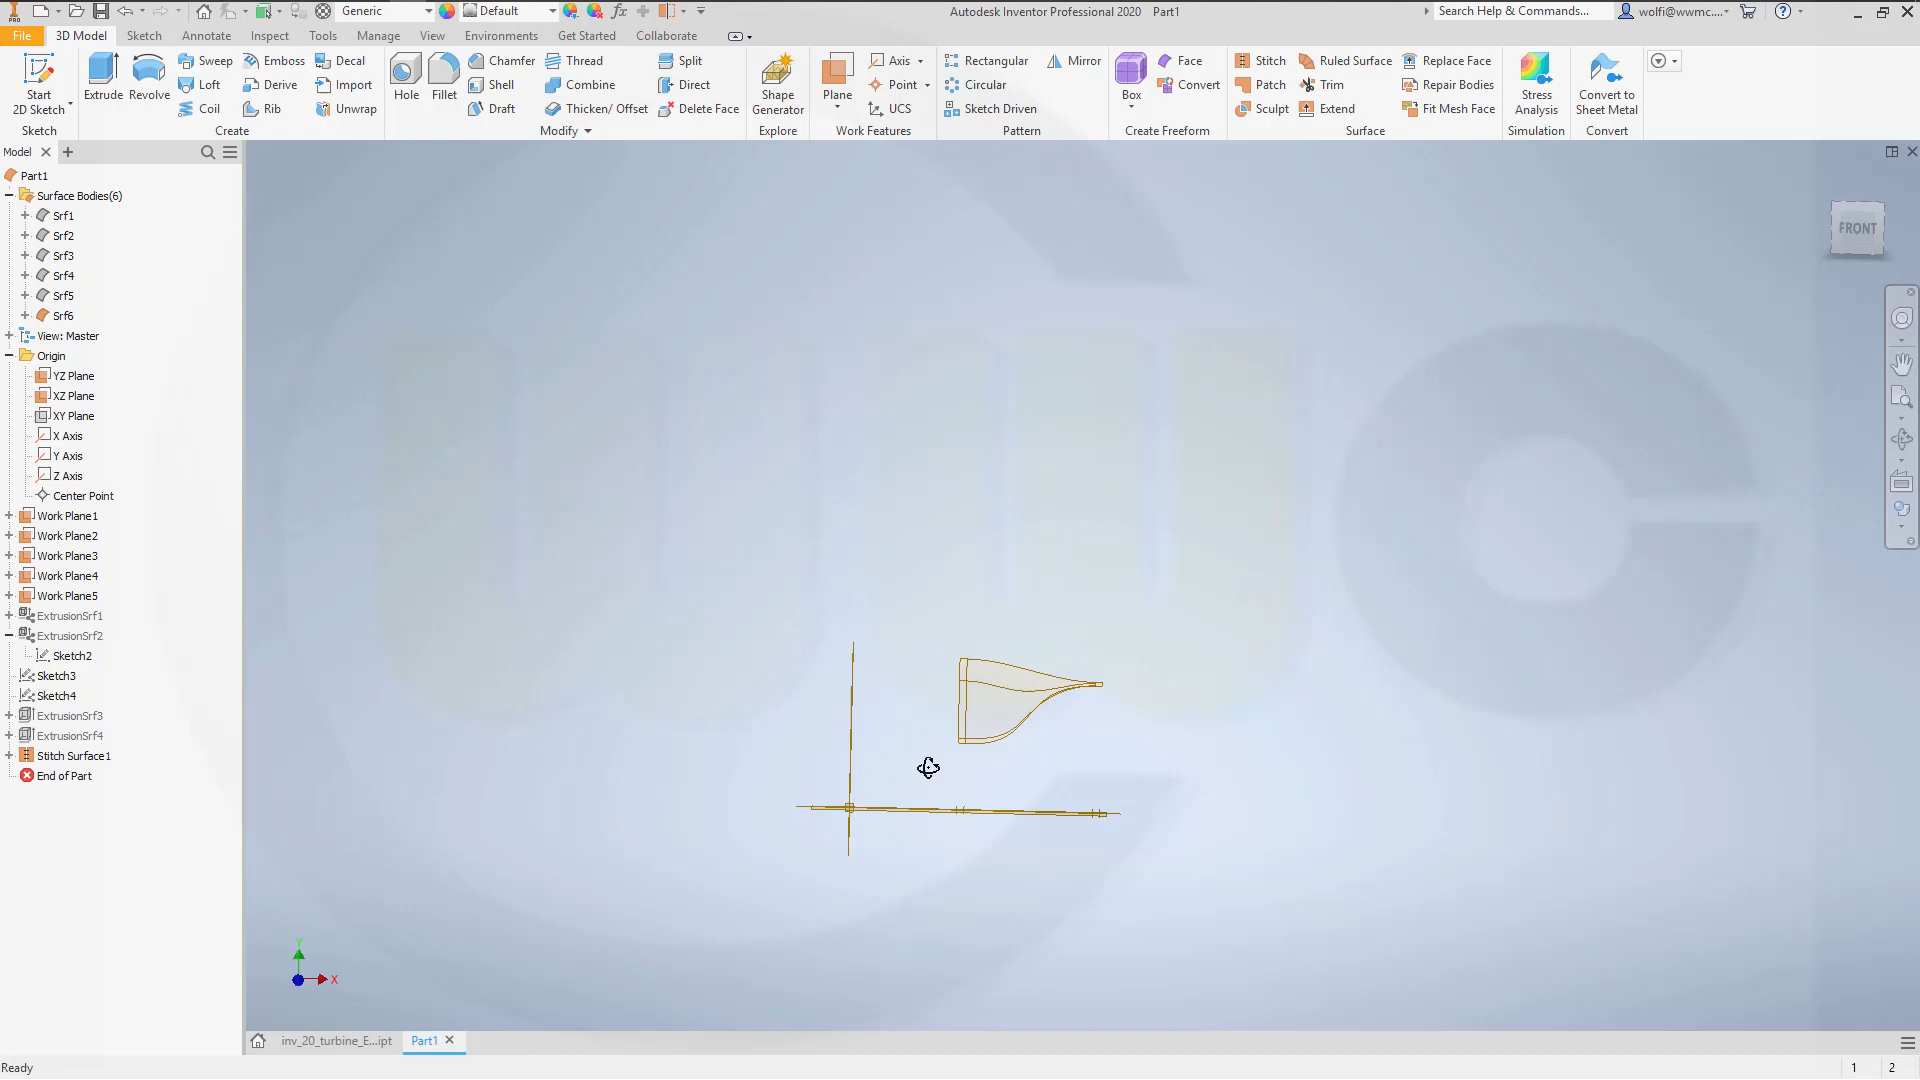 Generic
Default
Autodesk Inventor Professional 2020 Part1
Search Help & Commands...
wolfi@wwmc....
File
3D Model
Sketch
Annotate
Inspect
Tools
Manage
View
Environments
Get Started
Collaborate
Start
2D Sketch
Sketch
Extrude
Revolve
Sweep
Loft
Coil
Emboss
Derive
Rib
Decal
Import
Unwrap
Create
Hole
Fillet
Chamfer
Shell
Draft
Thread
Combine
Thicken/ Offset
Split
Direct
Delete Face
Modify
Shape
Generator
Explore
Plane
Axis
Point
UCS
Work Features
Rectangular
Circular
Sketch Driven
Mirror
Pattern
Box
Face
Convert
Create Freeform
Stitch
Patch
Sculpt
Ruled Surface
Trim
Extend
Replace Face
Repair Bodies
Fit Mesh Face
Surface
Stress
Analysis
Simulation
Convert to
Sheet Metal
Convert
Model
Part1
Surface Bodies(6)
Srf1
Srf2
Srf3
Srf4
Srf5
Srf6
View: Master
Origin
YZ Plane
XZ Plane
XY Plane
X Axis
Y Axis
Z Axis
Center Point
Work Plane1
Work Plane2
Work Plane3
Work Plane4
Work Plane5
ExtrusionSrf1
ExtrusionSrf2
Sketch2
Sketch3
Sketch4
ExtrusionSrf3
ExtrusionSrf4
Stitch Surface1
End of Part
FRONT
Y
X
inv_20_turbine_E...ipt
Part1
Ready
1
2